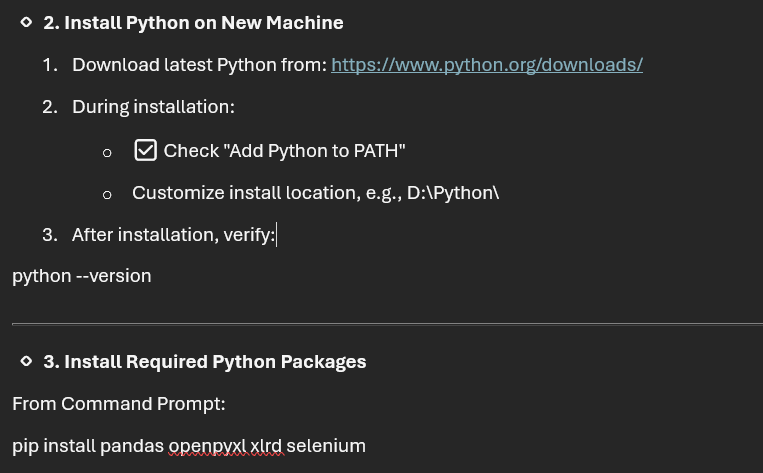 2. Install Python on New Machine
1. Download latest Python from: https://www.python.org/downloads/
2. During installation:
○ ☑ Check "Add Python to PATH"
○ Customize install location, e.g., D:\Python\
3. After installation, verify:
python --version
3. Install Required Python Packages
From Command Prompt:
pip install pandas openpyxl xlrd selenium